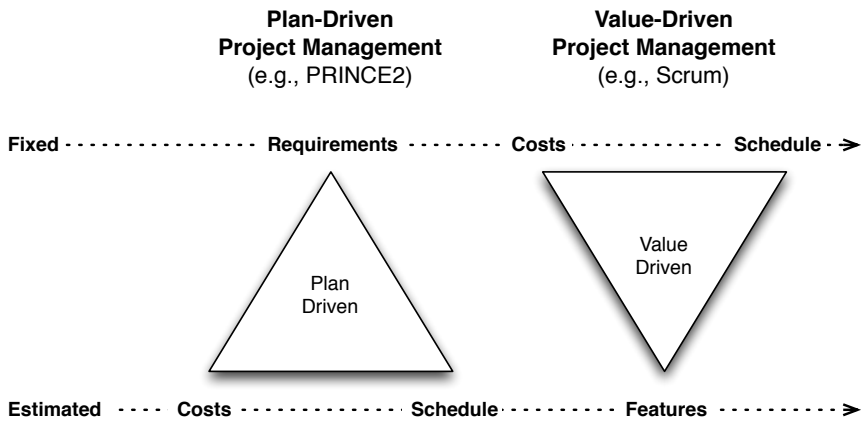 Plan-Driven
Project Management
(e.g., PRINCE2)
Value-Driven
Project Management
(e.g., Scrum)
Fixed Requirements Costs Schedule
Plan
Driven
Value
Driven
Estimated Costs Schedule Features